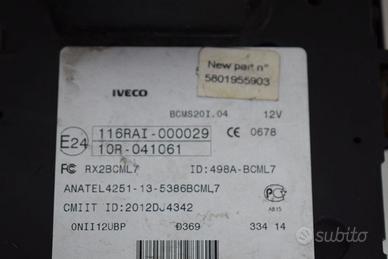 New part n°
5801955903
IVECO
BCMS20I.04 12V
E24 116RAI-000029 CE 0678
10R-041061
FC RX2BCML7 ID:498A-BCML7
ANATEL4251-13-5386BCML7
CMIIT ID:2012DJ4342
0NII12UBP D369 334 14
subito